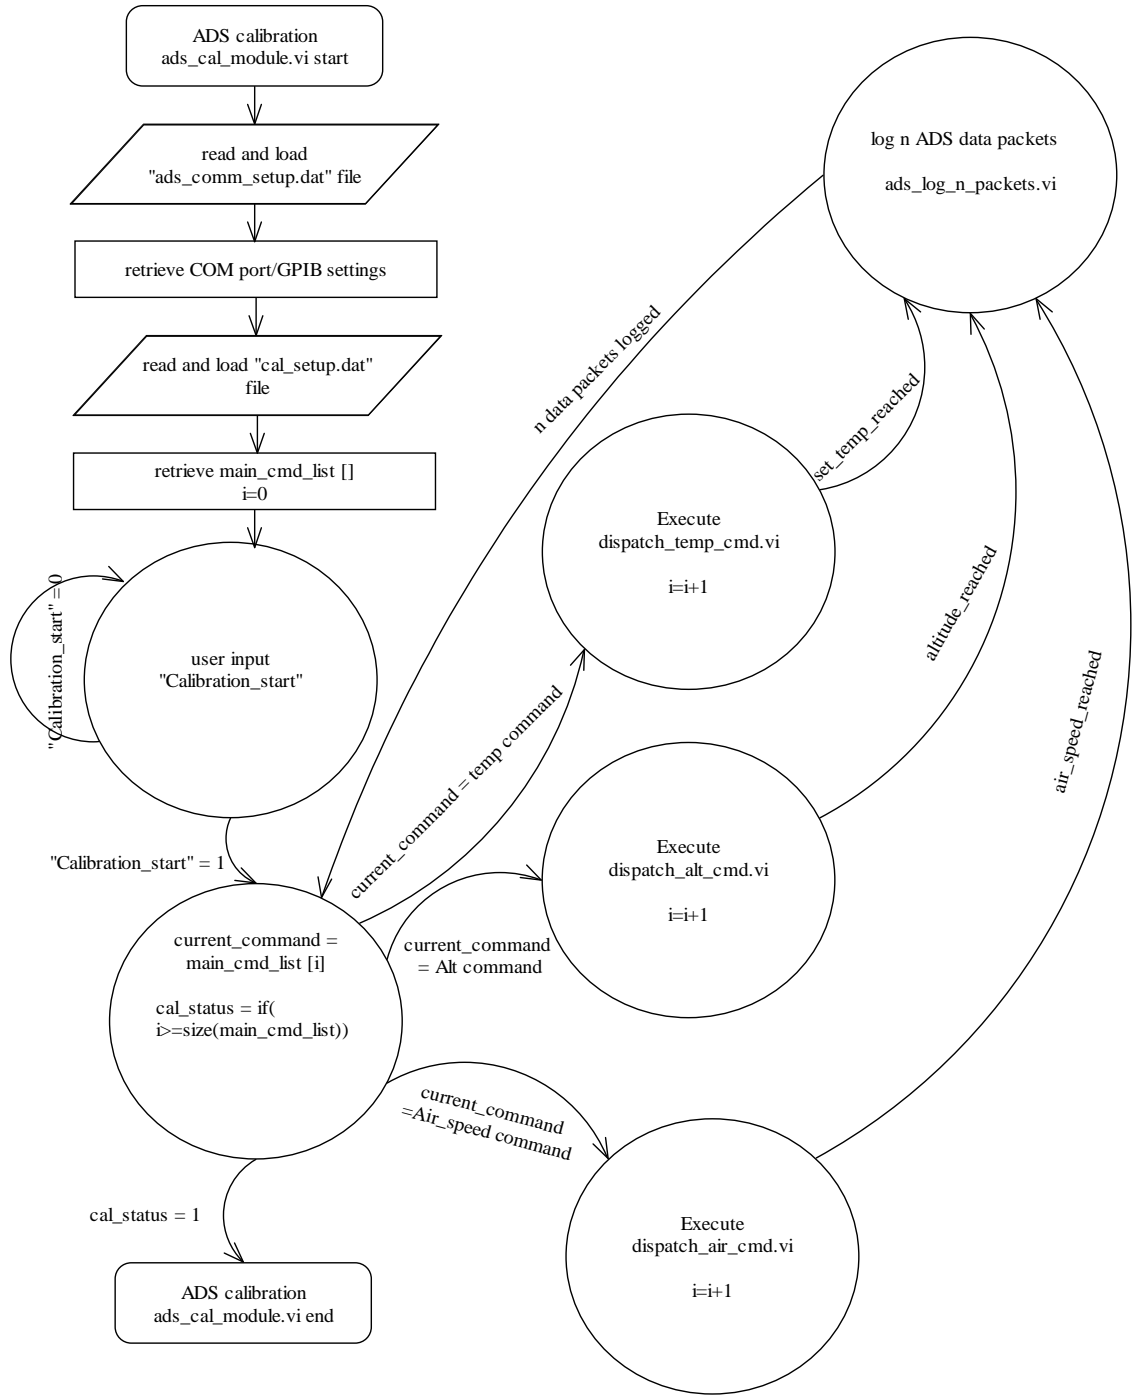 ADS calibration
ads_cal_module.vi start
read and load
"ads_comm_setup.dat" file
retrieve COM port/GPIB settings
read and load "cal_setup.dat"
file
retrieve main_cmd_list []
i=0
"Calibration_start" =0
user input
"Calibration_start"
"Calibration_start" = 1
current_command =
main_cmd_list [i]
cal_status = if(
i>=size(main_cmd_list))
cal_status = 1
ADS calibration
ads_cal_module.vi end
log n ADS data packets
ads_log_n_packets.vi
n data packets logged
set_temp_reached
Execute
dispatch_temp_cmd.vi
i=i+1
altitude_reached
air_speed_reached
current_command = temp command
Execute
dispatch_alt_cmd.vi
i=i+1
current_command
= Alt command
current_command
=Air_speed command
Execute
dispatch_air_cmd.vi
i=i+1